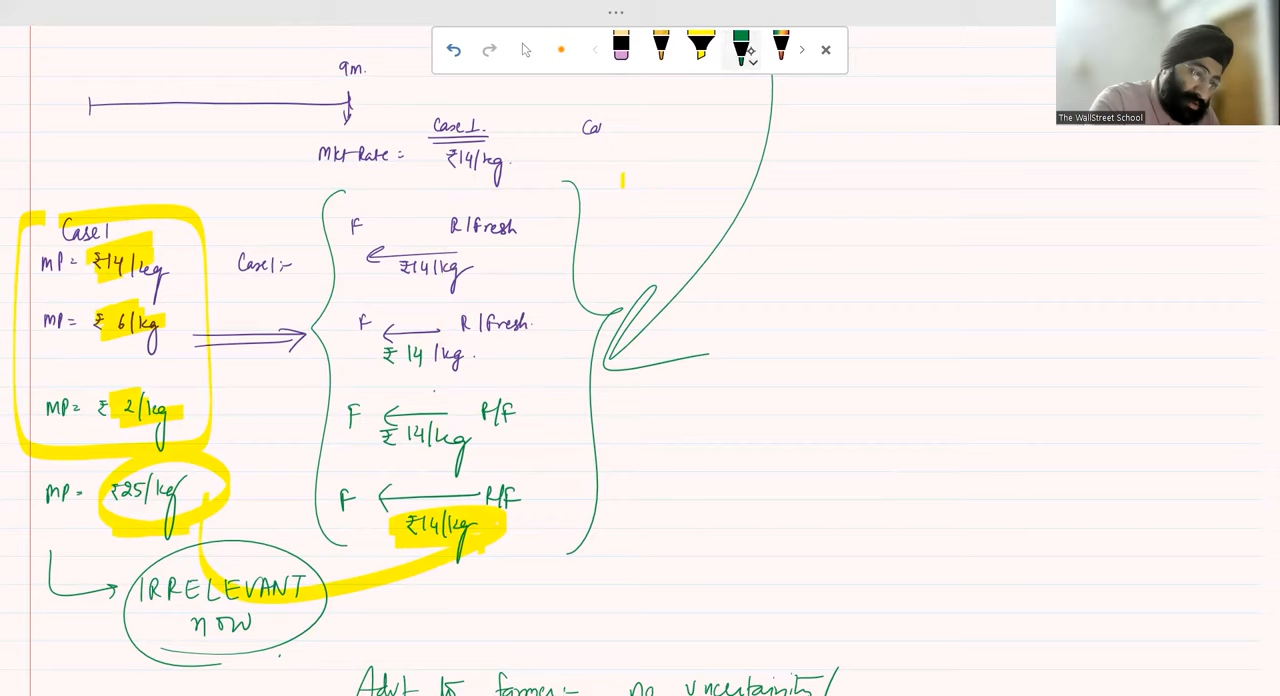 9m.
Case 1.
Cas
Mkt Rate = ₹14/kg.
Case 1
F R/Fresh
MP = ₹14/kg Case 1:-
₹14/kg
MP = ₹ 6/kg
F R/Fresh.
₹ 14/kg.
MP = ₹ 2/kg
F R/F
₹ 14/kg
MP = ₹25/kg
F R/F
₹14/kg
IRRELEVANT
now
Advt to farmer:- no uncertainity/
The WallStreet School